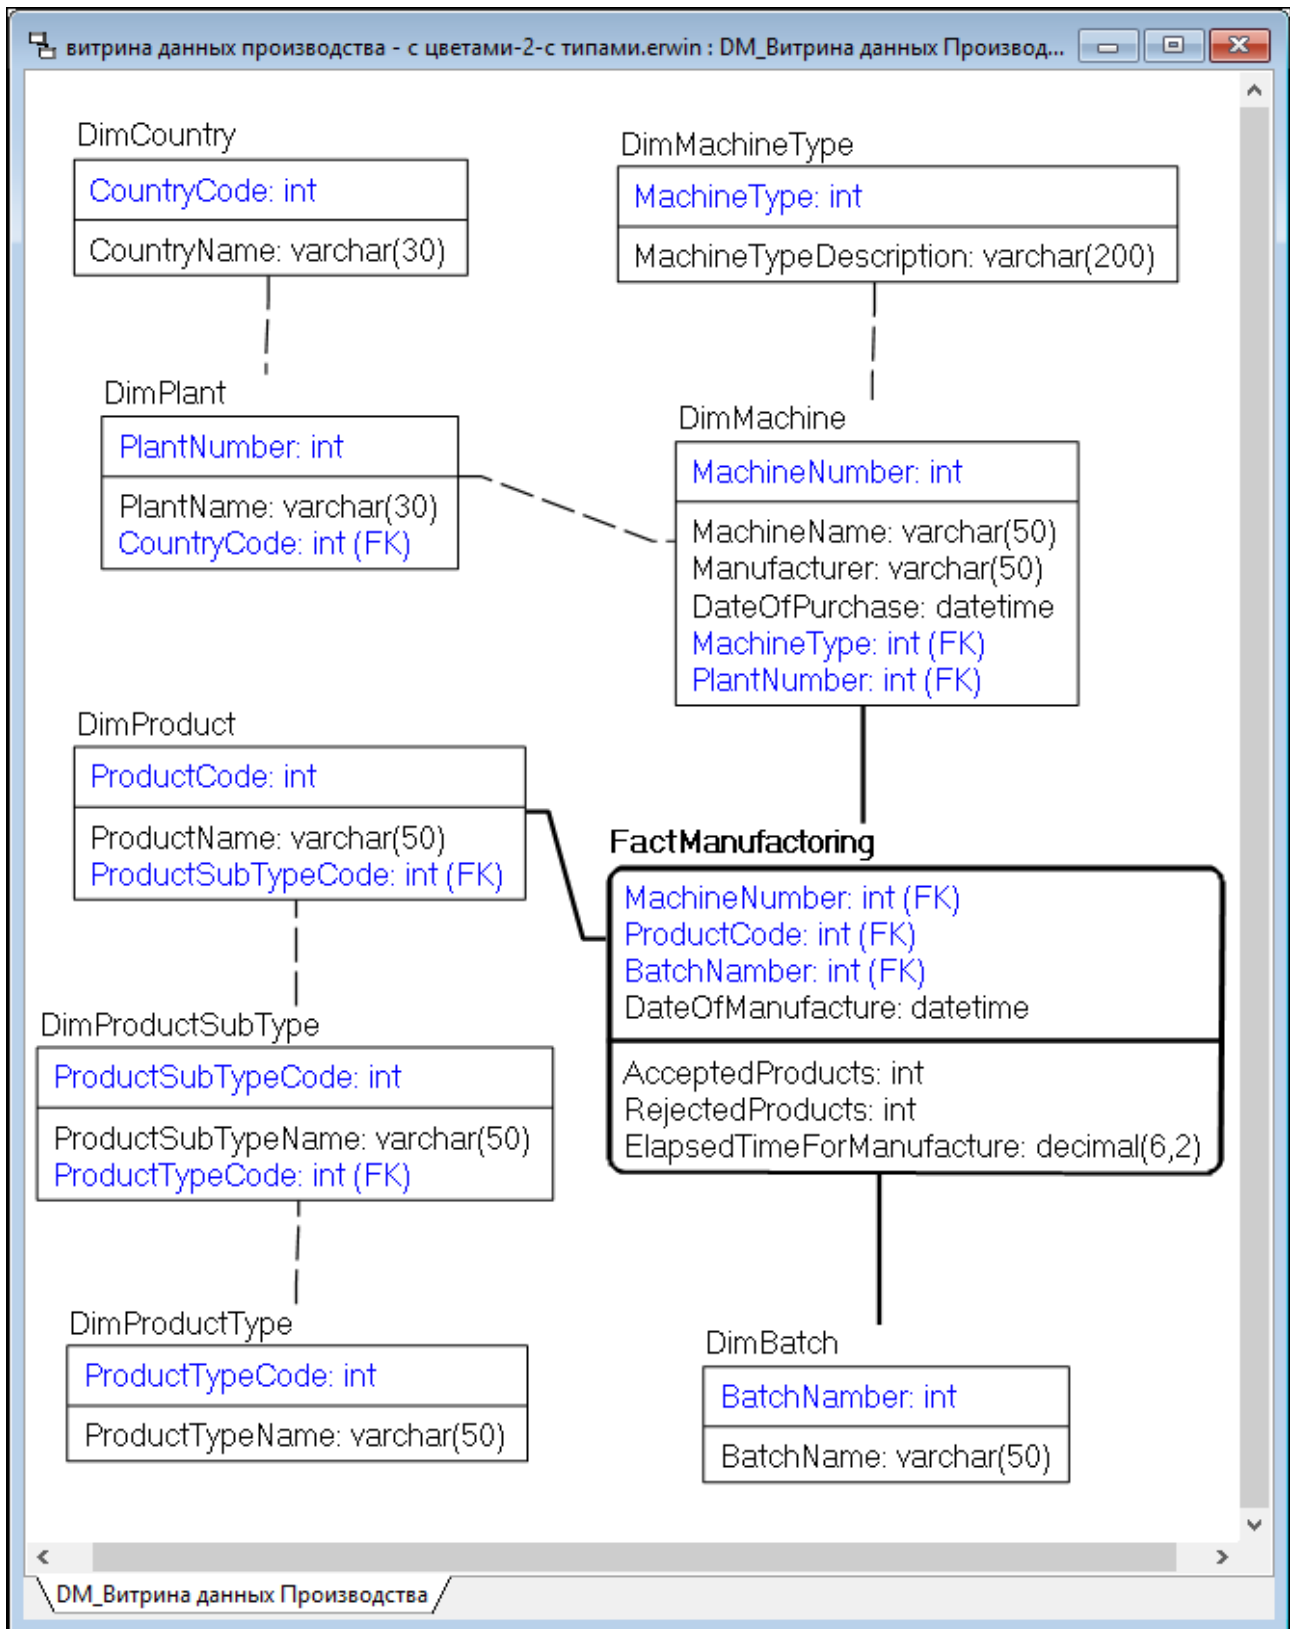 витрина данных производства - с цветами-2-с типами.erwin : DM_Витрина данных Производ...
DimCountry
CountryCode: int
CountryName: varchar(30)
DimMachineType
MachineType: int
MachineTypeDescription: varchar(200)
DimPlant
PlantNumber: int
PlantName: varchar(30)
CountryCode: int (FK)
DimMachine
MachineNumber: int
MachineName: varchar(50)
Manufacturer: varchar(50)
DateOfPurchase: datetime
MachineType: int (FK)
PlantNumber: int (FK)
DimProduct
ProductCode: int
ProductName: varchar(50)
ProductSubTypeCode: int (FK)
FactManufactoring
MachineNumber: int (FK)
ProductCode: int (FK)
BatchNamber: int (FK)
DateOfManufacture: datetime
AcceptedProducts: int
RejectedProducts: int
ElapsedTimeForManufacture: decimal(6,2)
DimProductSubType
ProductSubTypeCode: int
ProductSubTypeName: varchar(50)
ProductTypeCode: int (FK)
DimProductType
ProductTypeCode: int
ProductTypeName: varchar(50)
DimBatch
BatchNamber: int
BatchName: varchar(50)
DM_Витрина данных Производства